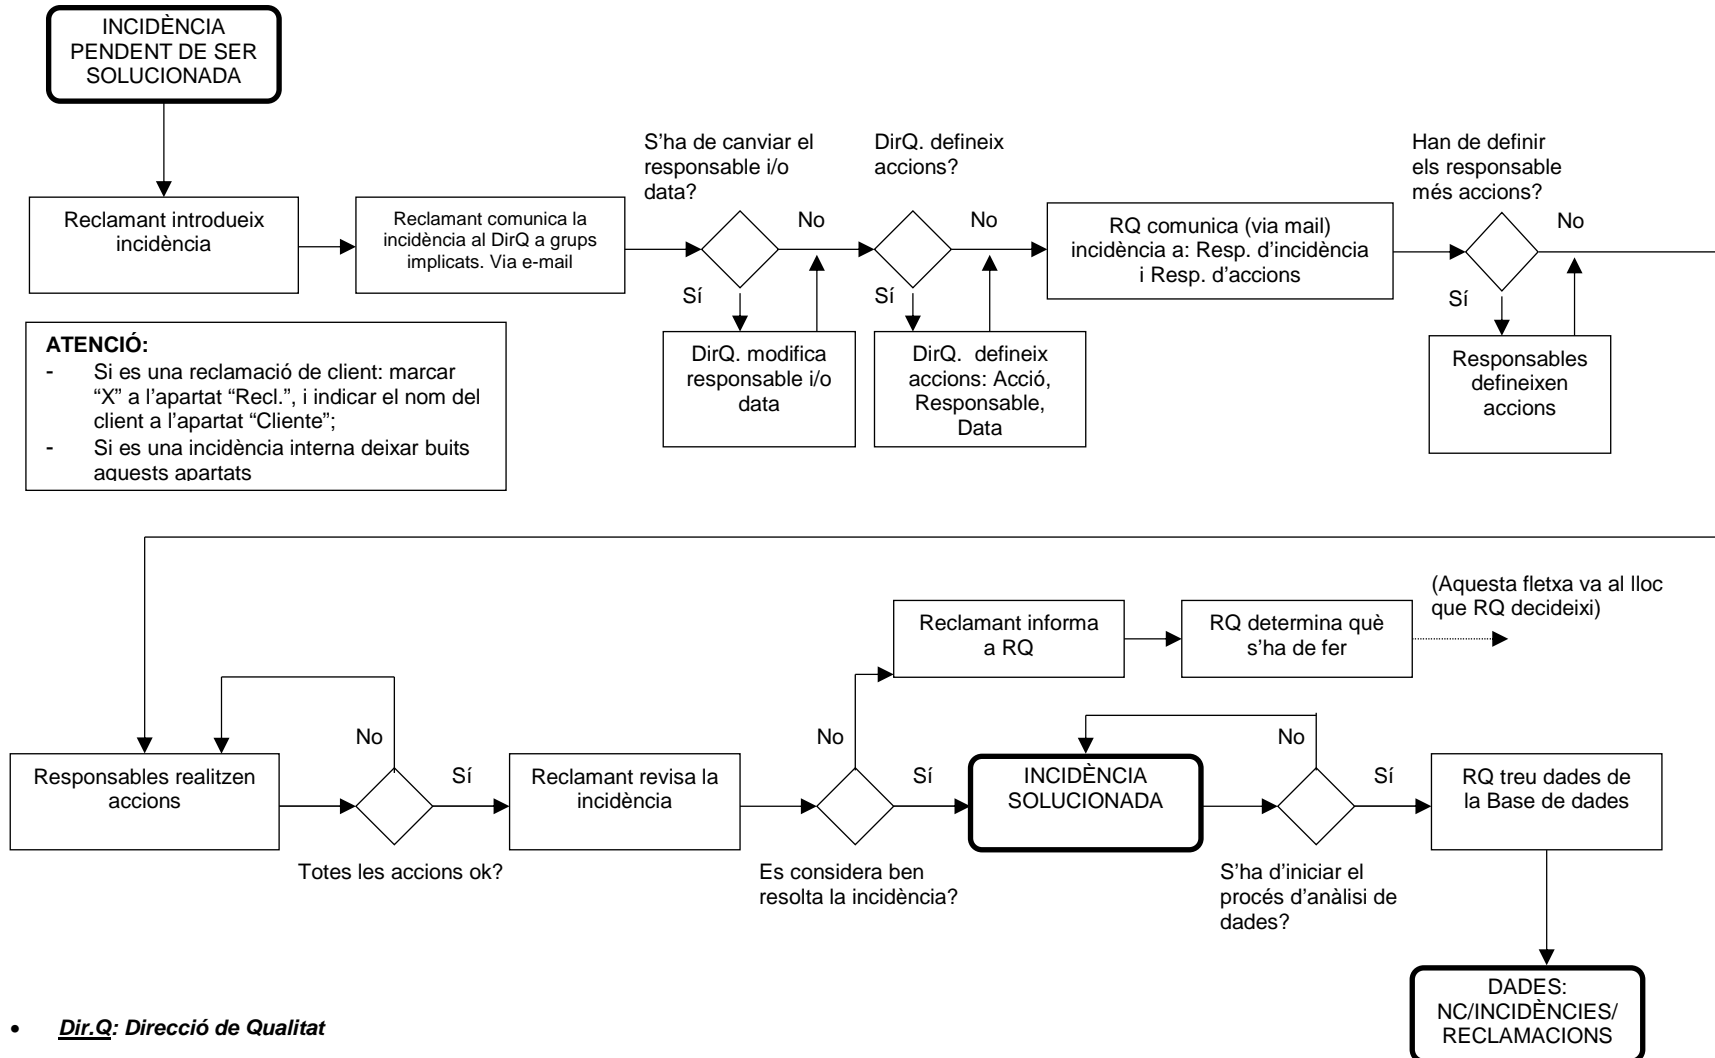 INCIDÈNCIA
PENDENT DE SER
SOLUCIONADA
S’ha de canviar el
responsable i/o
data?
DirQ. defineix
accions?
Han de definir
els responsable
més accions?
Reclamant introdueix
incidència
Reclamant comunica la
incidència al DirQ a grups
implicats. Via e-mail
No
No
RQ comunica (via mail)
incidència a: Resp. d’incidència
i Resp. d’accions
No
Sí
Sí
Sí
DirQ. modifica
responsable i/o
data
DirQ. defineix
accions: Acció,
Responsable,
Data
Responsables
defineixen
accions
ATENCIÓ:
- Si es una reclamació de client: marcar
“X” a l’apartat “Recl.”, i indicar el nom del
client a l’apartat “Cliente”;
- Si es una incidència interna deixar buits
aquests apartats
Reclamant informa
a RQ
RQ determina què
s’ha de fer
(Aquesta fletxa va al lloc
que RQ decideixi)
No
No
No
Responsables realitzen
accions
Sí
Reclamant revisa la
incidència
Sí
INCIDÈNCIA
SOLUCIONADA
Sí
RQ treu dades de
la Base de dades
Totes les accions ok?
Es considera ben
resolta la incidència?
S’ha d’iniciar el
procés d’anàlisi de
dades?
DADES:
NC/INCIDÈNCIES/
RECLAMACIONS
• Dir.Q: Direcció de Qualitat